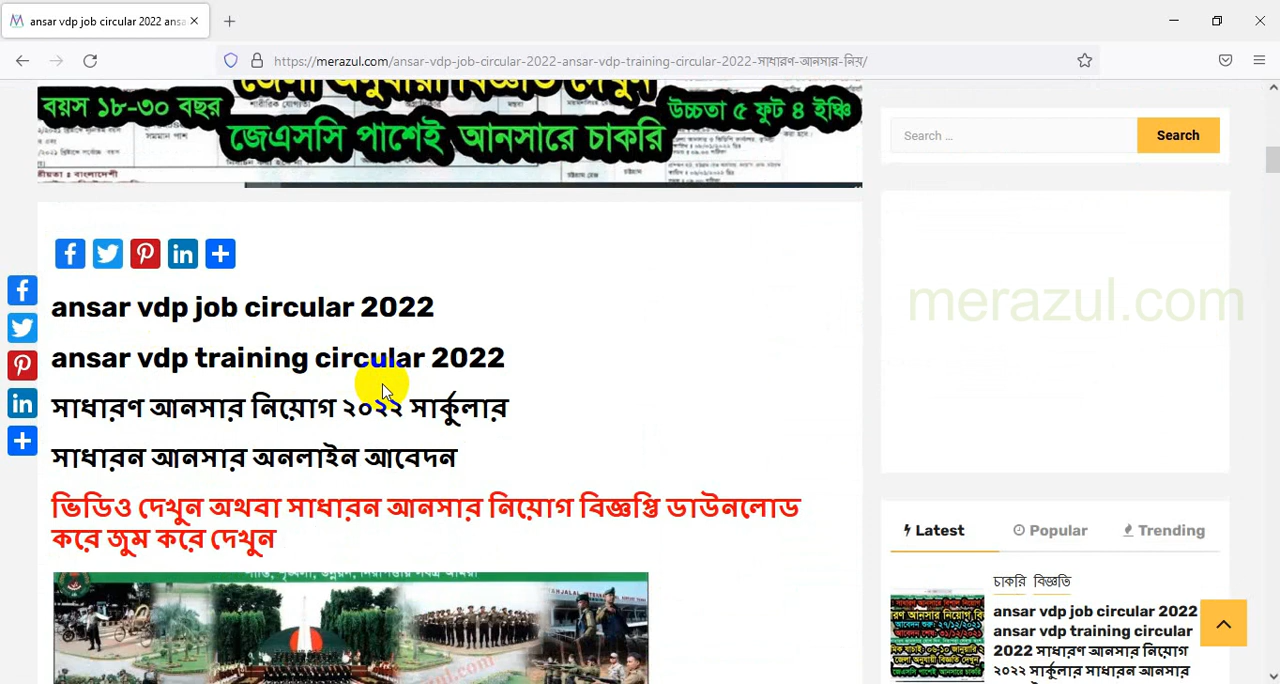 ansar vdp job circular 2022 ansa
https://merazul.com/ansar-vdp-job-circular-2022-ansar-vdp-training-circular-2022-সাধারণ-আনসার-নিয়/
জেলা অনুযায়ী বিজ্ঞপ্তি দেখুন
বয়স ১৮-৩০ বছর
উচ্চতা ৫ ফুট ৪ ইঞ্চি
জেএসসি পাশেই আনসারে চাকরি
Search ...
Search
merazul.com
ansar vdp job circular 2022
ansar vdp training circular 2022
সাধারণ আনসার নিয়োগ ২০২২ সার্কুলার
সাধারন আনসার অনলাইন আবেদন
ভিডিও দেখুন অথবা সাধারন আনসার নিয়োগ বিজ্ঞপ্তি ডাউনলোড
করে জুম করে দেখুন
Latest
Popular
Trending
চাকরি বিজ্ঞতি
ansar vdp job circular 2022
ansar vdp training circular
2022 সাধারণ আনসার নিয়োগ
২০২২ সার্কুলার সাধারন আনসার